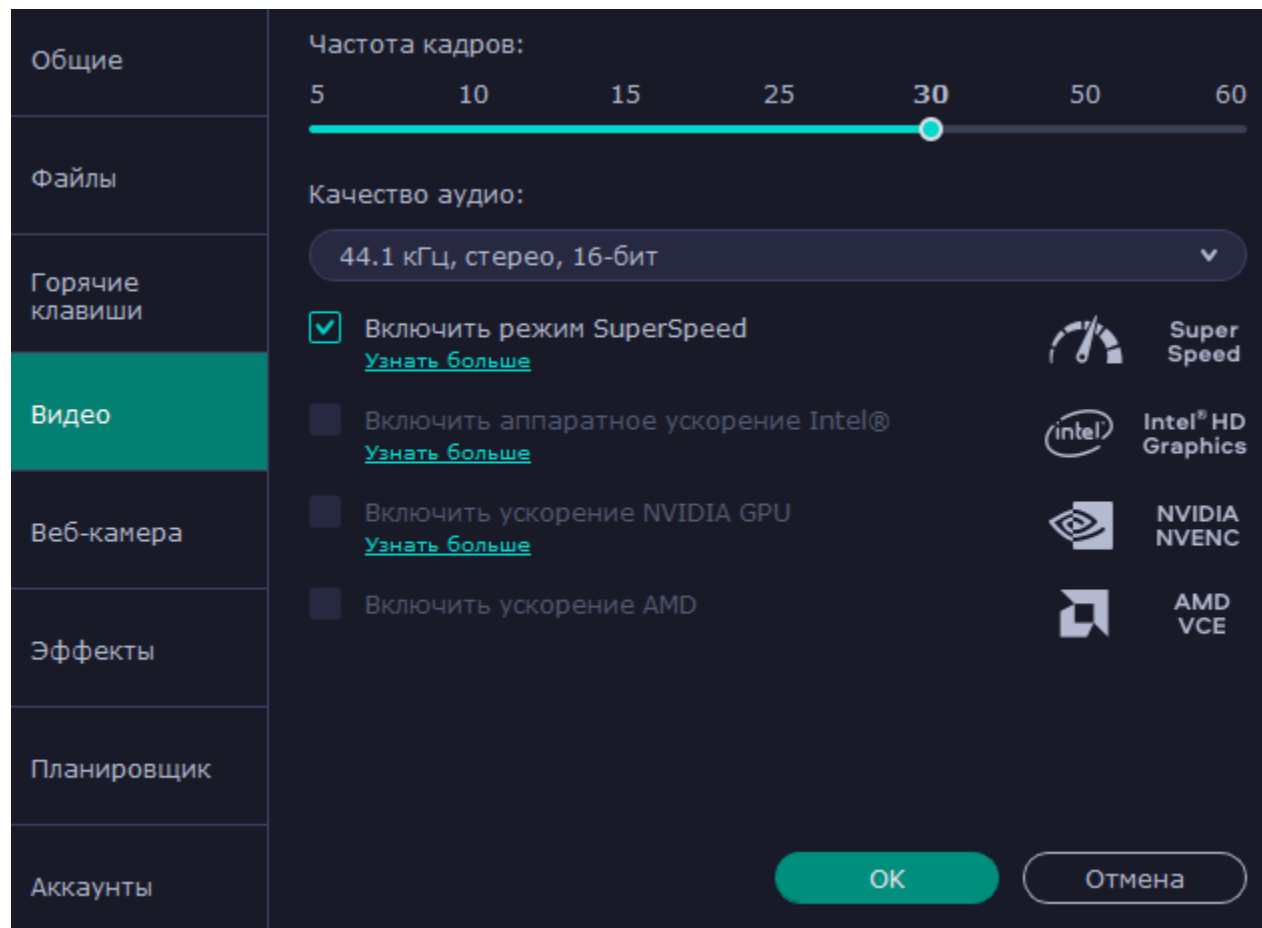 Общие
Файлы
Горячие
клавиши
Видео
Веб-камера
Эффекты
Планировщик
Аккаунты
Частота кадров:
5 10 15 25 30 50 60
Качество аудио:
44.1 кГц, стерео, 16-бит
Включить режим SuperSpeed
Узнать больше
Super
Speed
Включить аппаратное ускорение Intel®
Узнать больше
intel
Intel® HD
Graphics
Включить ускорение NVIDIA GPU
Узнать больше
NVIDIA
NVENC
Включить ускорение AMD
AMD
VCE
OK
Отмена